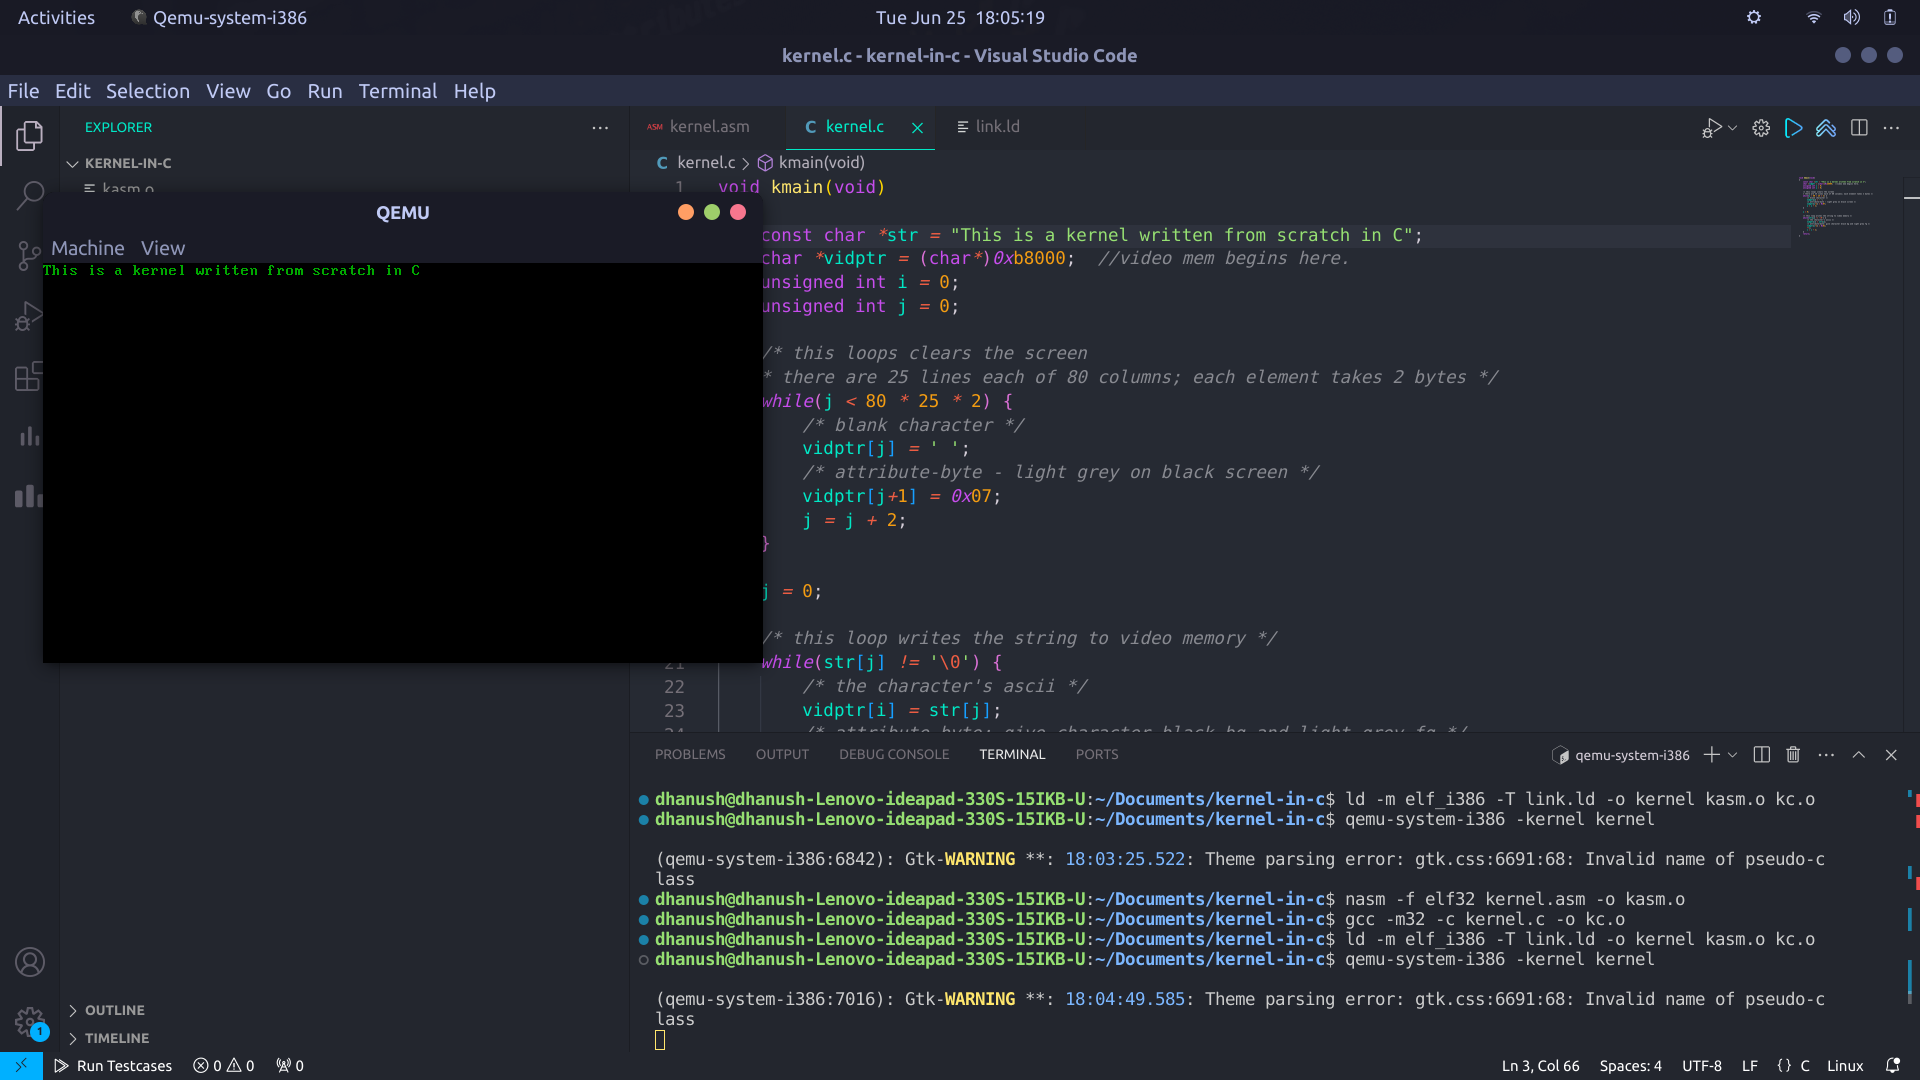 Activities Qemu-system-i386 Tue Jun 25 18:05:19
kernel.c - kernel-in-c - Visual Studio Code
File Edit Selection View Go Run Terminal Help
EXPLORER
KERNEL-IN-C
kasm.o
QEMU
Machine View
This is a kernel written from scratch in C
ASM kernel.asm C kernel.c link.ld
C kernel.c > kmain(void)
1 void kmain(void)
const char *str = "This is a kernel written from scratch in C";
char *vidptr = (char*)0xb8000; //video mem begins here.
unsigned int i = 0;
unsigned int j = 0;
/* this loops clears the screen
* there are 25 lines each of 80 columns; each element takes 2 bytes */
while(j < 80 * 25 * 2) {
/* blank character */
vidptr[j] = ' ';
/* attribute-byte - light grey on black screen */
vidptr[j+1] = 0x07;
j = j + 2;
}
j = 0;
/* this loop writes the string to video memory */
21 while(str[j] != '\0') {
22 /* the character's ascii */
23 vidptr[i] = str[j];
24 /* attribute-byte: give character black bg and light grey fg */
PROBLEMS OUTPUT DEBUG CONSOLE TERMINAL PORTS qemu-system-i386
dhanush@dhanush-Lenovo-ideapad-330S-15IKB-U:~/Documents/kernel-in-c$ ld -m elf_i386 -T link.ld -o kernel kasm.o kc.o
dhanush@dhanush-Lenovo-ideapad-330S-15IKB-U:~/Documents/kernel-in-c$ qemu-system-i386 -kernel kernel
(qemu-system-i386:6842): Gtk-WARNING **: 18:03:25.522: Theme parsing error: gtk.css:6691:68: Invalid name of pseudo-c
lass
dhanush@dhanush-Lenovo-ideapad-330S-15IKB-U:~/Documents/kernel-in-c$ nasm -f elf32 kernel.asm -o kasm.o
dhanush@dhanush-Lenovo-ideapad-330S-15IKB-U:~/Documents/kernel-in-c$ gcc -m32 -c kernel.c -o kc.o
dhanush@dhanush-Lenovo-ideapad-330S-15IKB-U:~/Documents/kernel-in-c$ ld -m elf_i386 -T link.ld -o kernel kasm.o kc.o
dhanush@dhanush-Lenovo-ideapad-330S-15IKB-U:~/Documents/kernel-in-c$ qemu-system-i386 -kernel kernel
(qemu-system-i386:7016): Gtk-WARNING **: 18:04:49.585: Theme parsing error: gtk.css:6691:68: Invalid name of pseudo-c
lass
OUTLINE
TIMELINE
1
Run Testcases 0 0 0 Ln 3, Col 66 Spaces: 4 UTF-8 LF {} C Linux